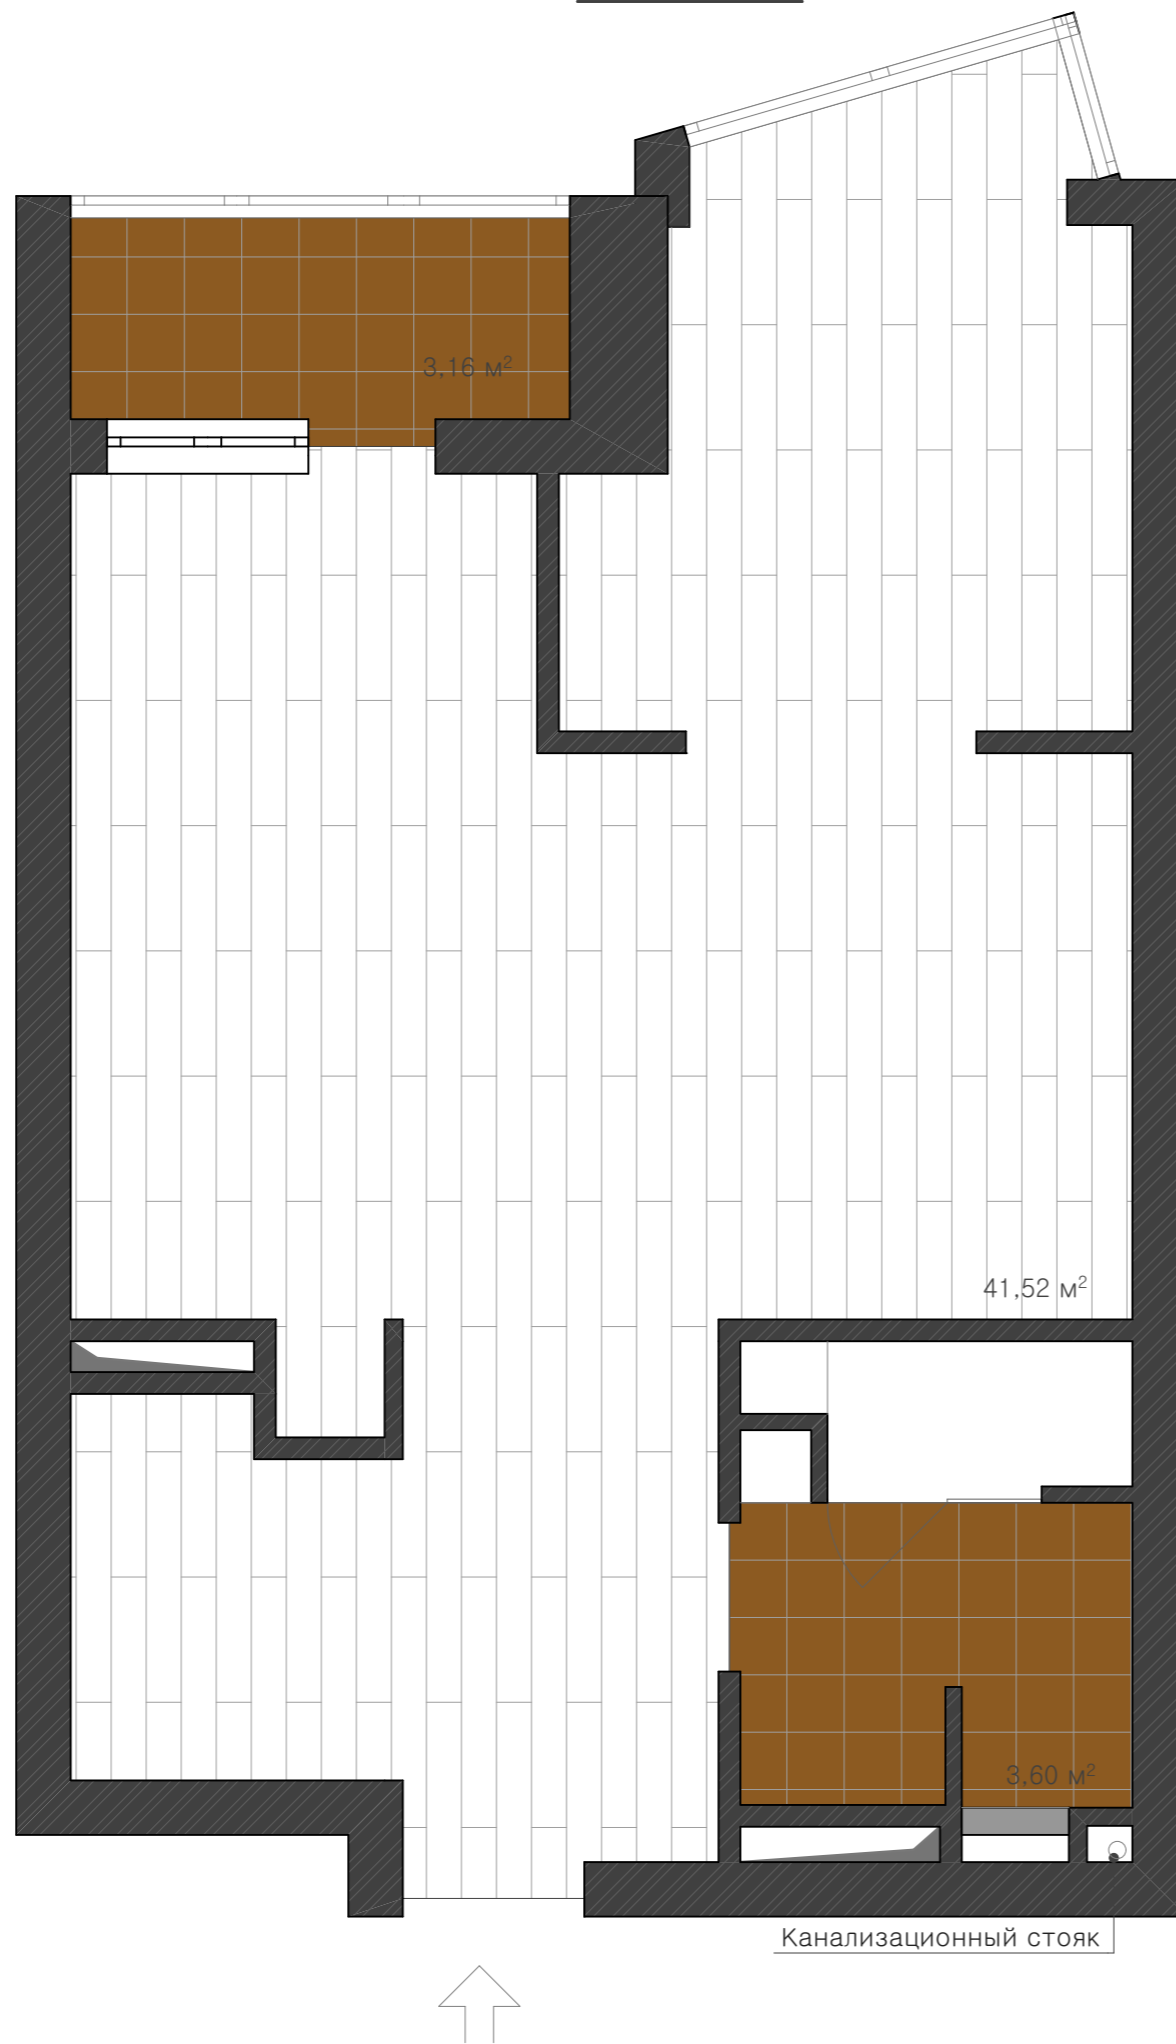 3,16 м²
41,52 м²
3,60 м²
Канализационный стояк